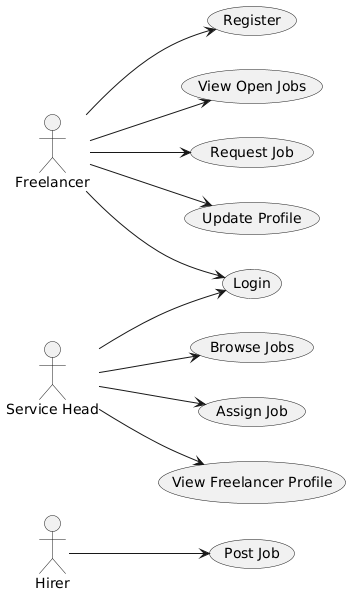 Register
View Open Jobs
Request Job
Freelancer
Update Profile
Login
Service Head
Browse Jobs
Assign Job
View Freelancer Profile
Hirer
Post Job